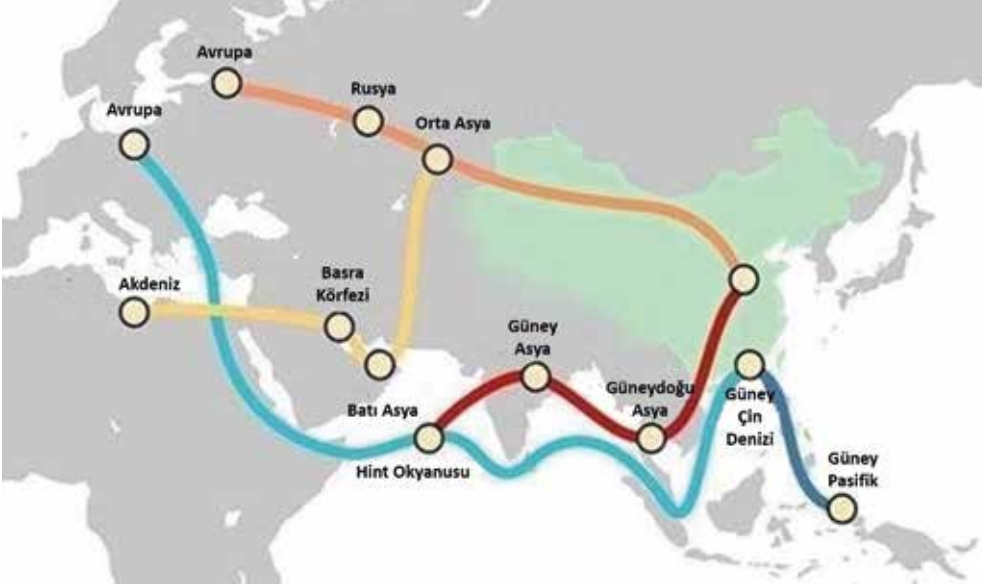 Avrupa
Rusya
Avrupa
Orta Asya
Akdeniz
Basra
Körfezi
Güney
Asya
Batı Asya
Güneydoğu
Asya
Güney
Çin
Denizi
Hint Okyanusu
Güney
Pasifik